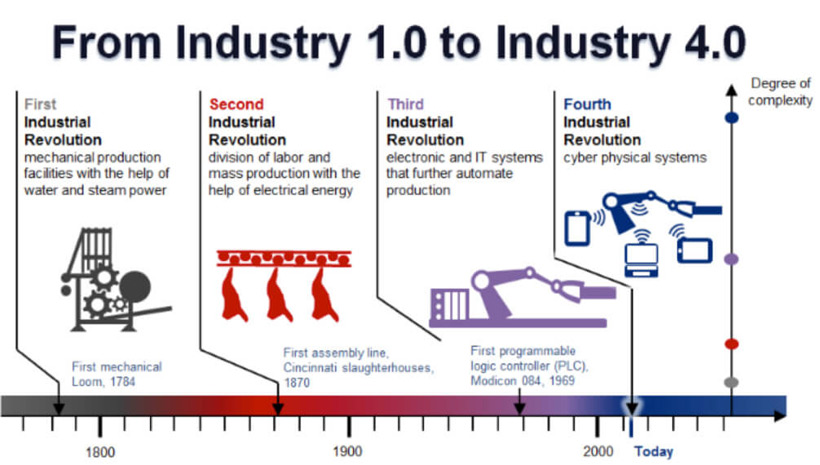 From Industry 1.0 to Industry 4.0
First
Industrial
Revolution
mechanical production
facilities with the help of
water and steam power
Second
Industrial
Revolution
division of labor and
mass production with the
help of electrical energy
Third
Industrial
Revolution
electronic and IT systems
that further automate
production
Fourth
Industrial
Revolution
cyber physical systems
Degree of
complexity
First mechanical
Loom, 1784
First assembly line,
Cincinnati slaughterhouses,
1870
First programmable
logic controller (PLC),
Modicon 084, 1969
1800
1900
2000
Today